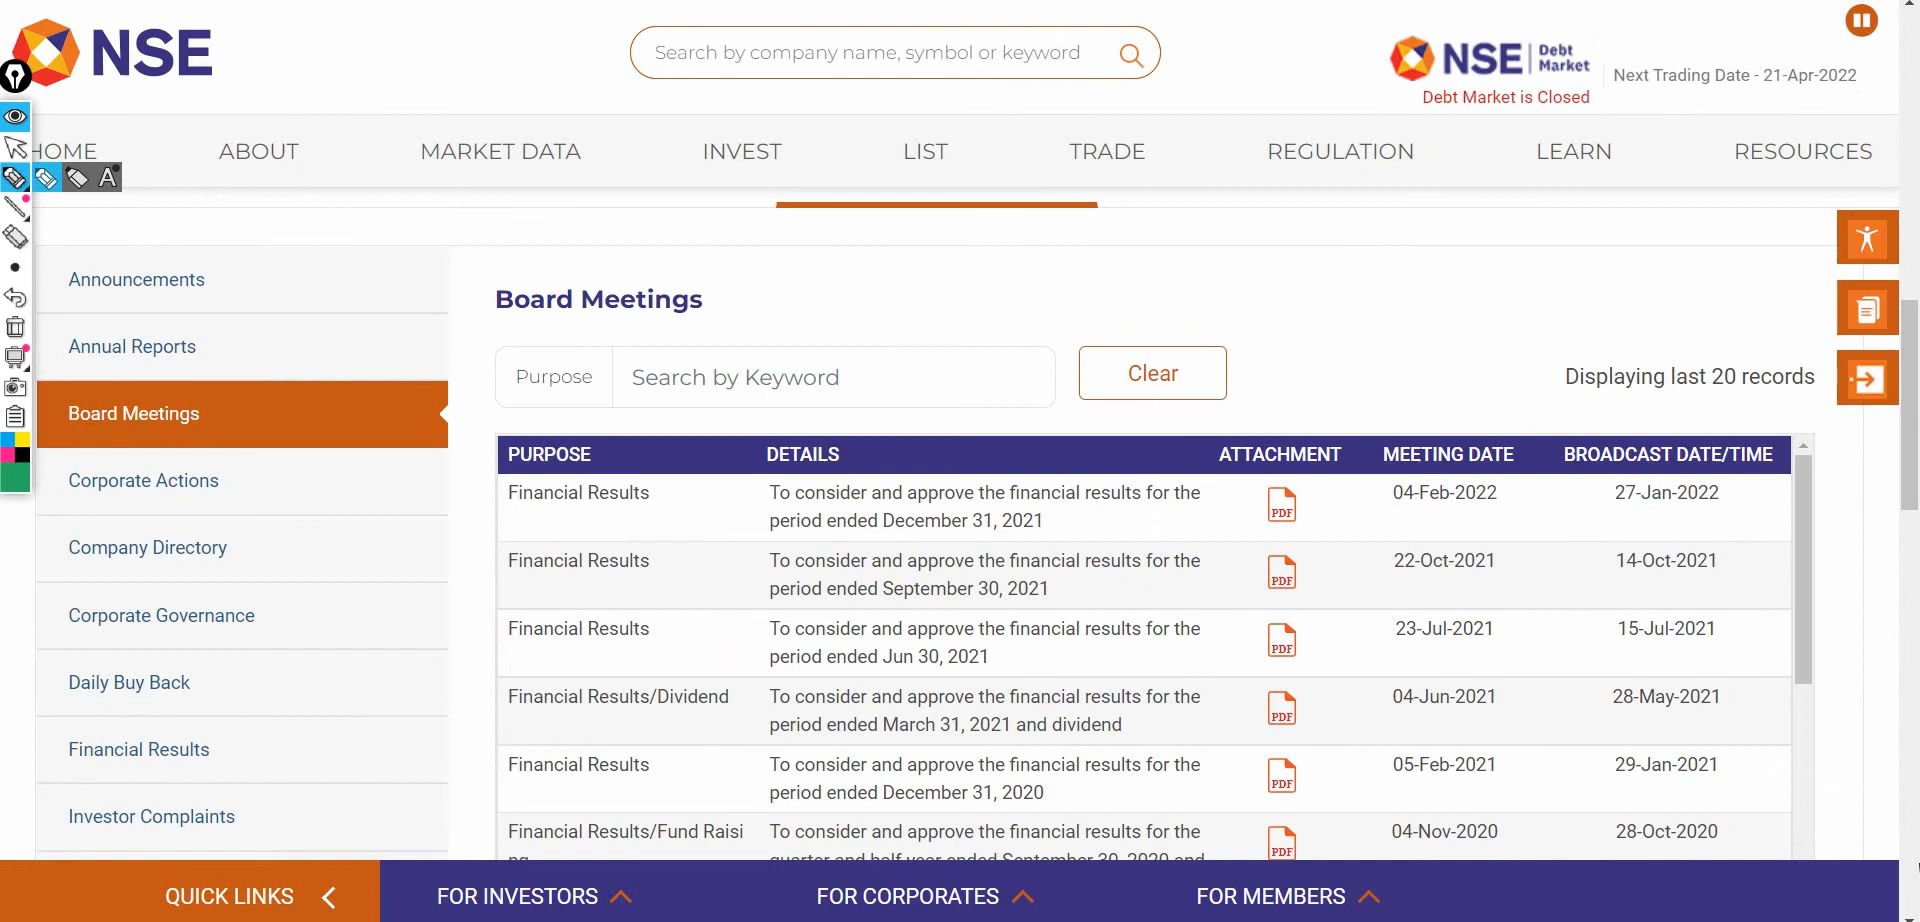 NSE
Search by company name, symbol or keyword
NSE Debt Market
Debt Market is Closed
Next Trading Date - 21-Apr-2022
HOME ABOUT MARKET DATA INVEST LIST TRADE REGULATION LEARN RESOURCES
A
Announcements
Annual Reports
Board Meetings
Corporate Actions
Company Directory
Corporate Governance
Daily Buy Back
Financial Results
Investor Complaints
Board Meetings
Purpose Search by Keyword Clear Displaying last 20 records
PURPOSE DETAILS ATTACHMENT MEETING DATE BROADCAST DATE/TIME
Financial Results To consider and approve the financial results for the PDF 04-Feb-2022 27-Jan-2022
period ended December 31, 2021
Financial Results To consider and approve the financial results for the PDF 22-Oct-2021 14-Oct-2021
period ended September 30, 2021
Financial Results To consider and approve the financial results for the PDF 23-Jul-2021 15-Jul-2021
period ended Jun 30, 2021
Financial Results/Dividend To consider and approve the financial results for the PDF 04-Jun-2021 28-May-2021
period ended March 31, 2021 and dividend
Financial Results To consider and approve the financial results for the PDF 05-Feb-2021 29-Jan-2021
period ended December 31, 2020
Financial Results/Fund Raisi To consider and approve the financial results for the PDF 04-Nov-2020 28-Oct-2020
ng quarter and half year ended September 30, 2020 and
QUICK LINKS FOR INVESTORS FOR CORPORATES FOR MEMBERS